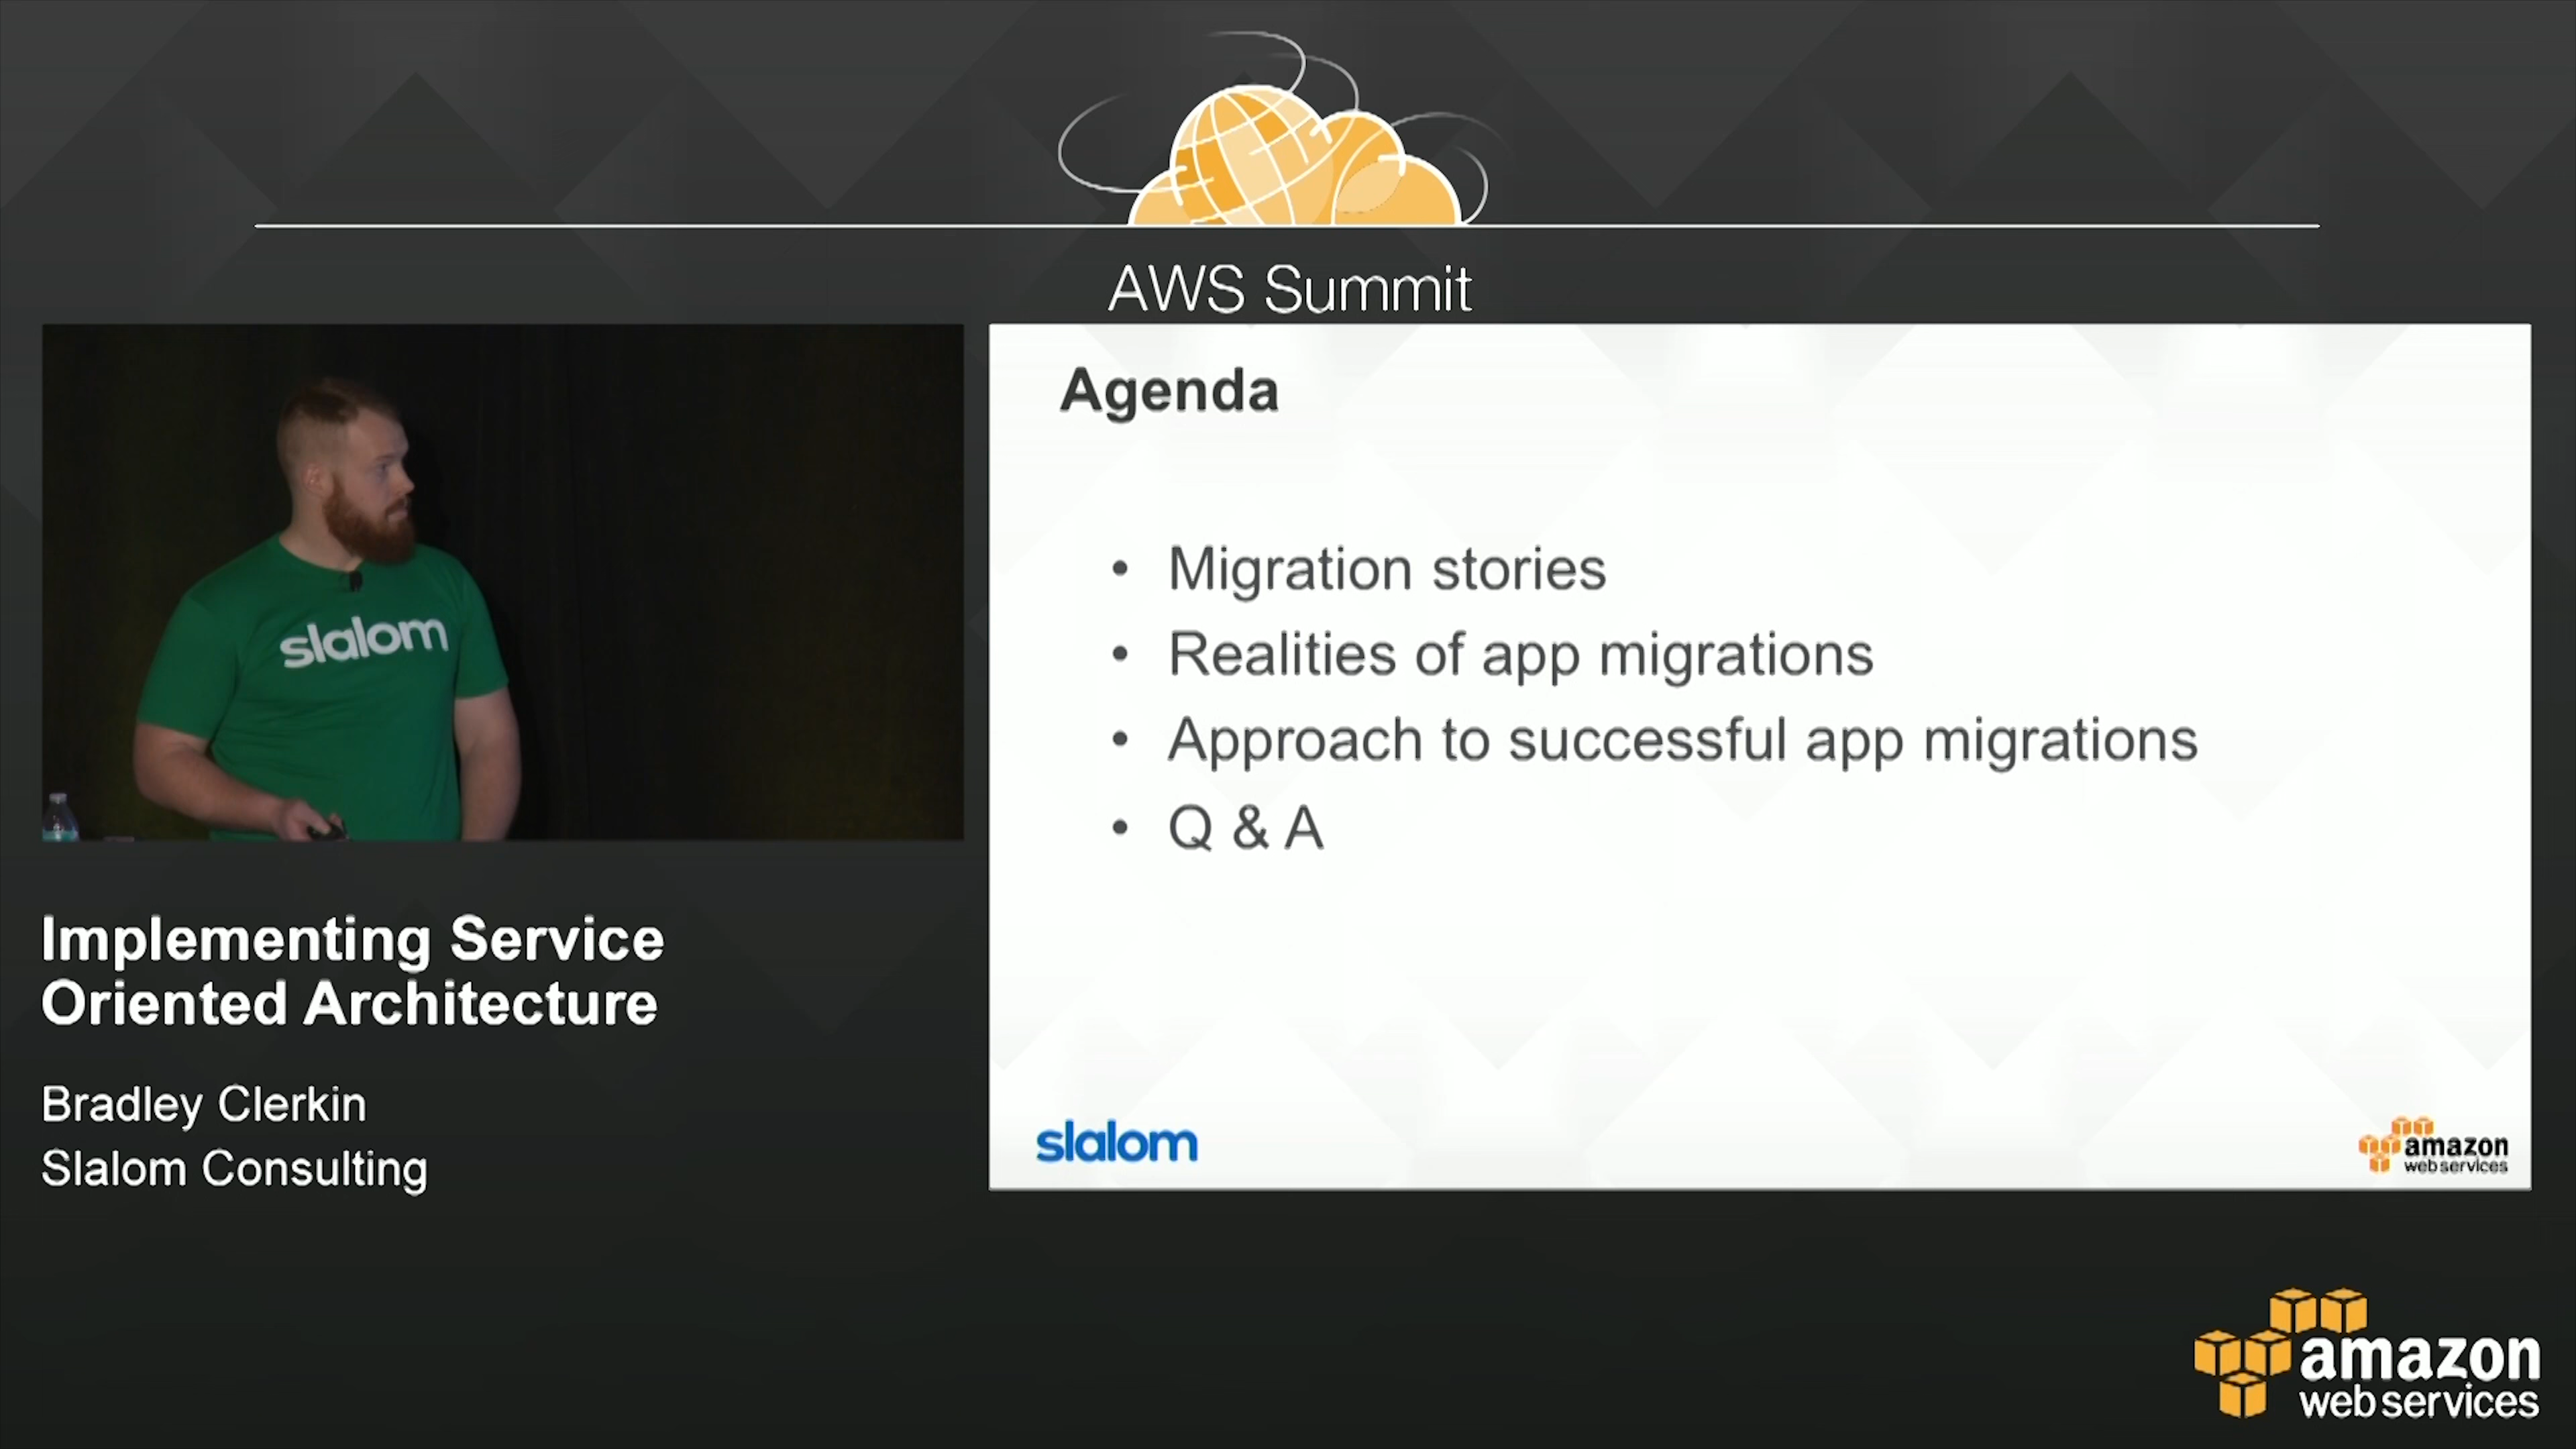 AWS Summit
slalom
Agenda
• Migration stories
• Realities of app migrations
• Approach to successful app migrations
• Q & A
slalom
amazon
web services
Implementing Service
Oriented Architecture
Bradley Clerkin
Slalom Consulting
amazon
web services